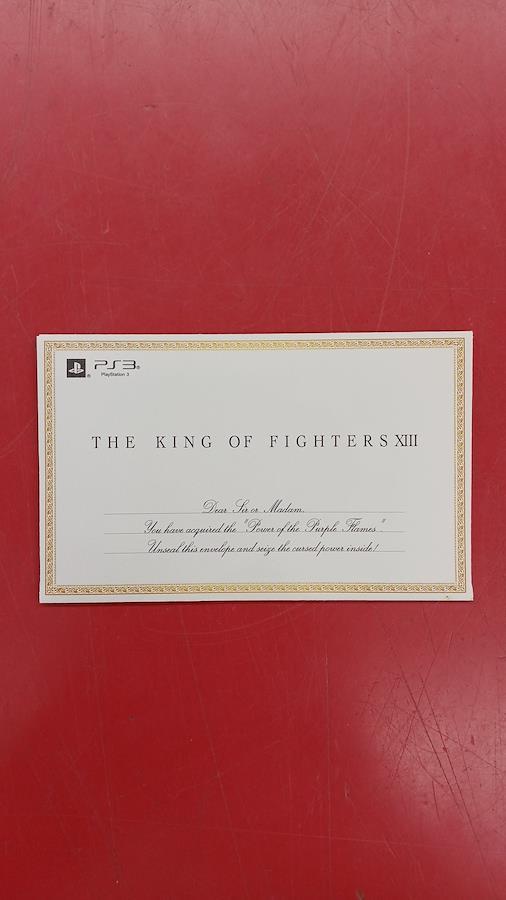 PS3®
PlayStation 3
THE KING OF FIGHTERS XIII
Dear Sir or Madam,
You have acquired the "Power of the Purple Flames."
Unseal this envelope and seize the cursed power inside!